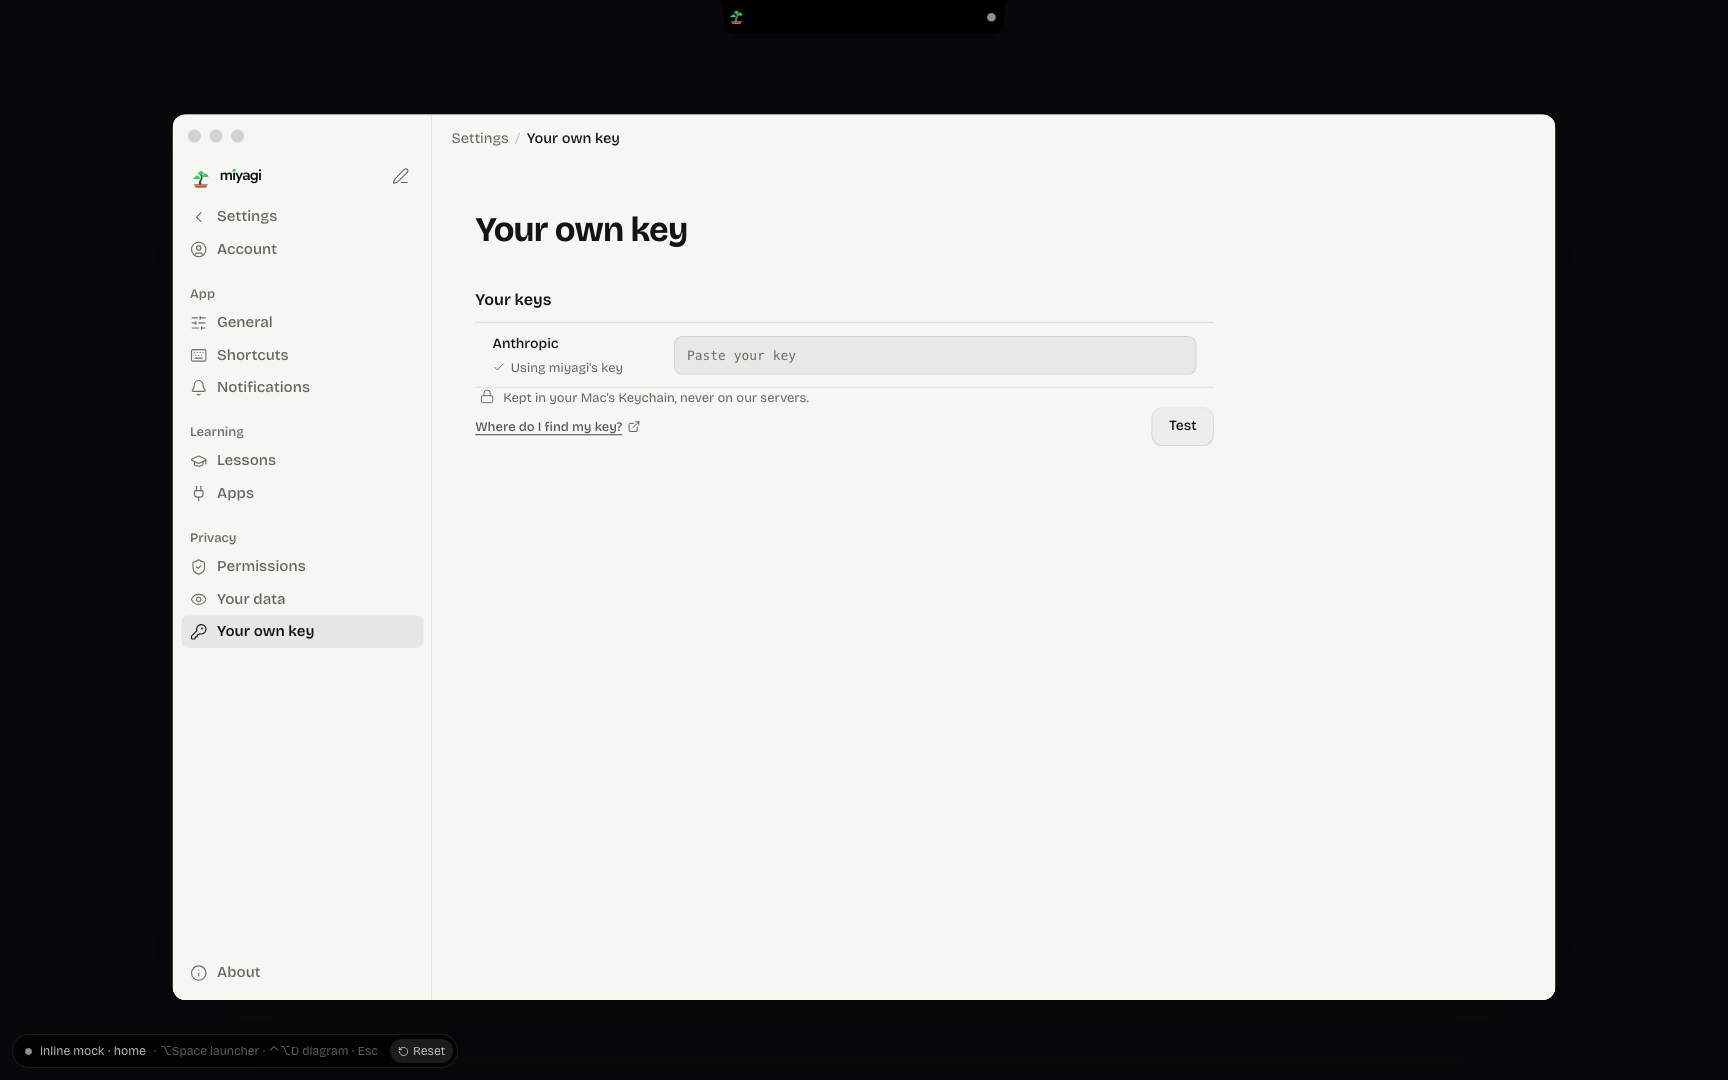 Settings / Your own key
miyagi
Settings
Account
App
General
Shortcuts
Notifications
Learning
Lessons
Apps
Privacy
Permissions
Your data
Your own key
About
Your own key
Your keys
Anthropic
Using miyagi's key
Paste your key
Kept in your Mac's Keychain, never on our servers.
Where do I find my key?
Test
inline mock · home · ⌥Space launcher · ^⌥D diagram · Esc
Reset